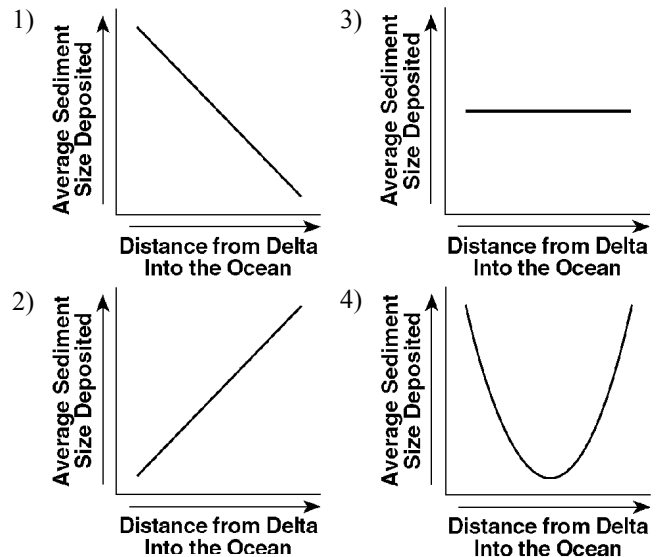 1)
Average Sediment
Size Deposited
Distance from Delta
Into the Ocean
2)
Average Sediment
Size Deposited
Distance from Delta
Into the Ocean
3)
Average Sediment
Size Deposited
Distance from Delta
Into the Ocean
4)
Average Sediment
Size Deposited
Distance from Delta
Into the Ocean